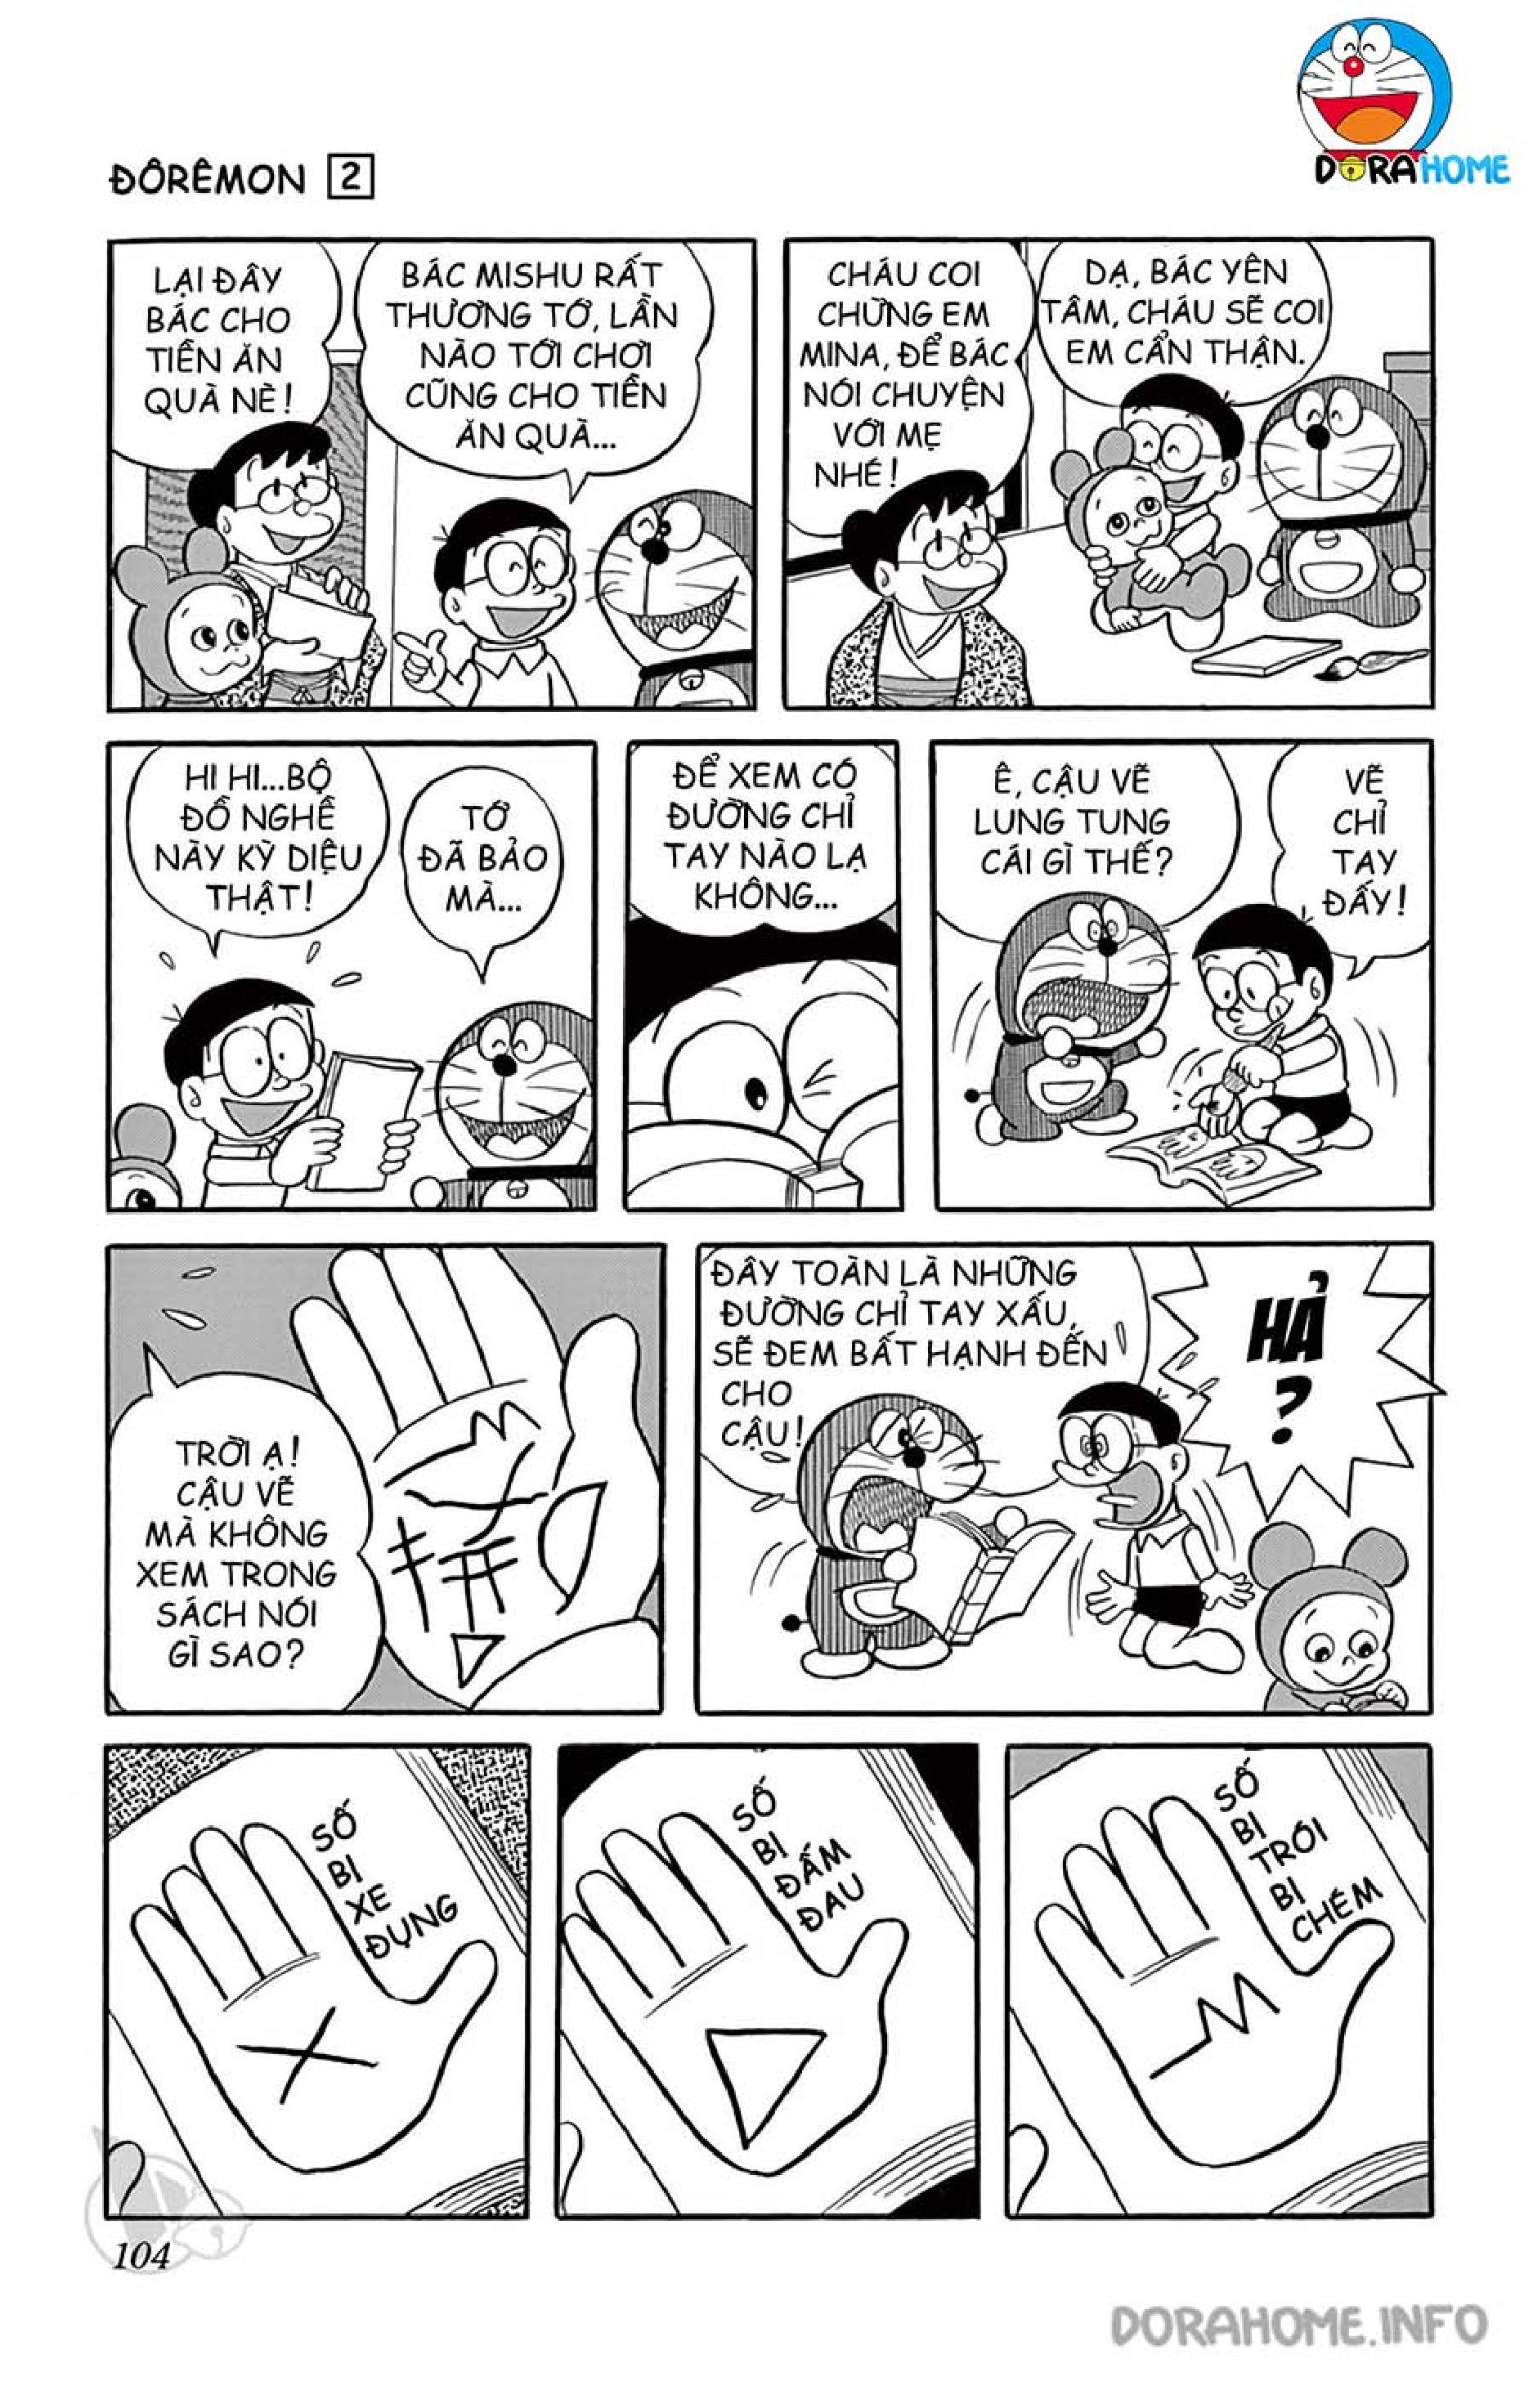 DORAHOME
ĐÔRÊMON 2
LẠI ĐÂY
BÁC CHO
TIỀN ĂN
QUÀ NÈ!
BÁC MISHU RẤT
THƯƠNG TỚ, LẦN
NÀO TỚI CHƠI
CŨNG CHO TIỀN
ĂN QUÀ...
CHÁU COI
CHỪNG EM
MINA, ĐỂ BÁC
NÓI CHUYỆN
VỚI MẸ
NHÉ!
DẠ, BÁC YÊN
TÂM, CHÁU SẼ COI
EM CẨN THẬN.
HI HI...BỘ
ĐỒ NGHỀ
NÀY KỲ DIỆU
THẬT!
TỚ
ĐÃ BẢO
MÀ...
ĐỂ XEM CÓ
ĐƯỜNG CHỈ
TAY NÀO LẠ
KHÔNG...
Ê, CẬU VẼ
LUNG TUNG
CÁI GÌ THẾ?
VẼ
CHỈ
TAY
ĐẤY!
TRỜI Ạ!
CẬU VẼ
MÀ KHÔNG
XEM TRONG
SÁCH NÓI
GÌ SAO?
ĐÂY TOÀN LÀ NHỮNG
ĐƯỜNG CHỈ TAY XẤU,
SẼ ĐEM BẤT HẠNH ĐẾN
CHO
CẬU!
HẢ
?
SỐ
BỊ
XE
ĐỤNG
SỐ
BỊ
ĐẤM
ĐAU
SỐ
BỊ
TRÓI
BỊ
CHÉM
104
DORAHOME.INFO